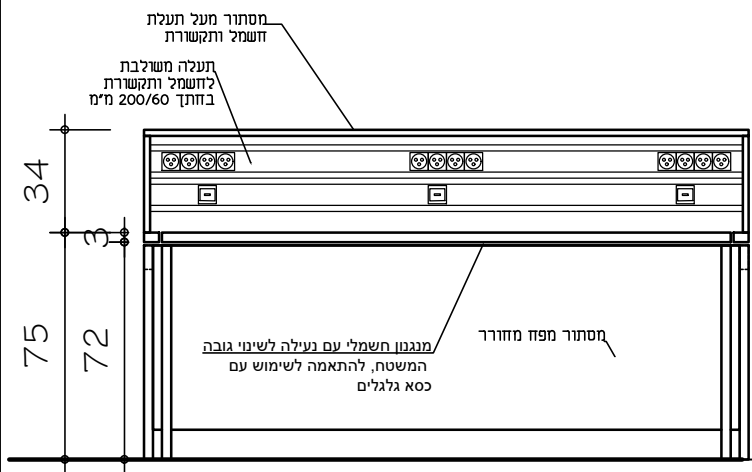 מסתור מעל תעלת
חשמל ותקשורת
תעלה משולבת
לחשמל ותקשורת
בחתך 200/60 מ"מ
34
3
75
72
מנגנון חשמלי עם נעילה לשינוי גובה
המשטח, להתאמה לשימוש עם
כסא גלגלים
מסתור מפח מחורר